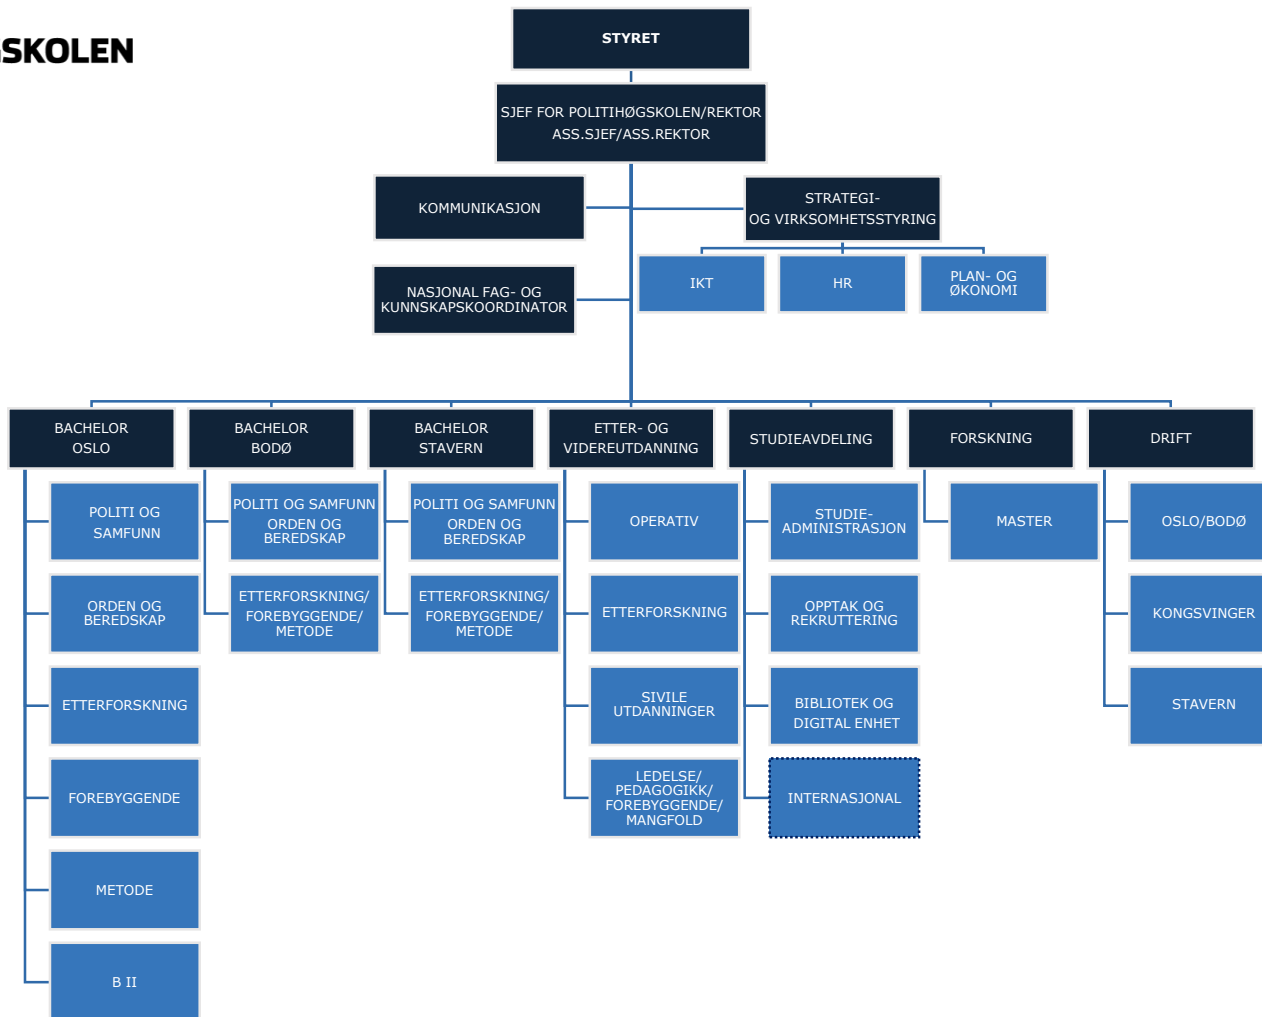 GSKOLEN
STYRET
SJEF FOR POLITIHØGSKOLEN/REKTOR
ASS.SJEF/ASS.REKTOR
KOMMUNIKASJON
STRATEGI-
OG VIRKSOMHETSSTYRING
IKT
HR
PLAN- OG
ØKONOMI
NASJONAL FAG- OG
KUNNSKAPSKOORDINATOR
BACHELOR
OSLO
POLITI OG
SAMFUNN
ORDEN OG
BEREDSKAP
ETTERFORSKNING
FOREBYGGENDE
METODE
B II
BACHELOR
BODØ
POLITI OG SAMFUNN
ORDEN OG
BEREDSKAP
ETTERFORSKNING/
FOREBYGGENDE/
METODE
BACHELOR
STAVERN
POLITI OG SAMFUNN
ORDEN OG
BEREDSKAP
ETTERFORSKNING/
FOREBYGGENDE/
METODE
ETTER- OG
VIDEREUTDANNING
OPERATIV
ETTERFORSKNING
SIVILE
UTDANNINGER
LEDELSE/
PEDAGOGIKK/
FOREBYGGENDE/
MANGFOLD
STUDIEAVDELING
STUDIE-
ADMINISTRASJON
OPPTAK OG
REKRUTTERING
BIBLIOTEK OG
DIGITAL ENHET
INTERNASJONAL
FORSKNING
MASTER
DRIFT
OSLO/BODØ
KONGSVINGER
STAVERN